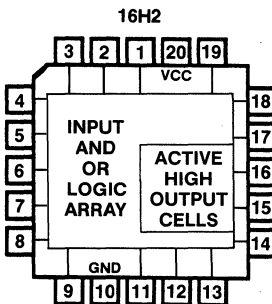 16H2
3 2 1 20 19
VCC
4 18
5 17
6 16
7 15
8 14
INPUT
AND
OR
LOGIC
ARRAY
ACTIVE
HIGH
OUTPUT
CELLS
GND
9 10 11 12 13